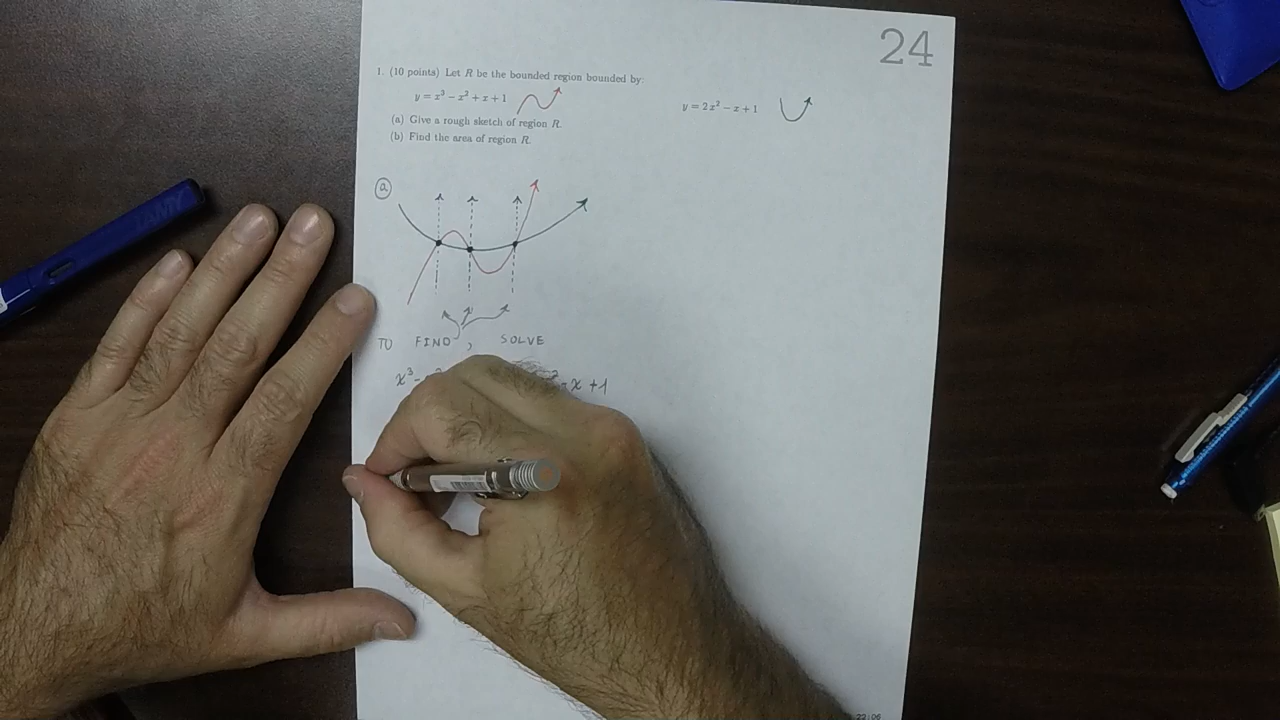 24
1. (10 points) Let R be the bounded region bounded by:
y = x³ − x² + x + 1
y = 2x² − x + 1
(a) Give a rough sketch of region R.
(b) Find the area of region R.
ⓐ
TO FIND , SOLVE
x³ − x + 1
LAMY